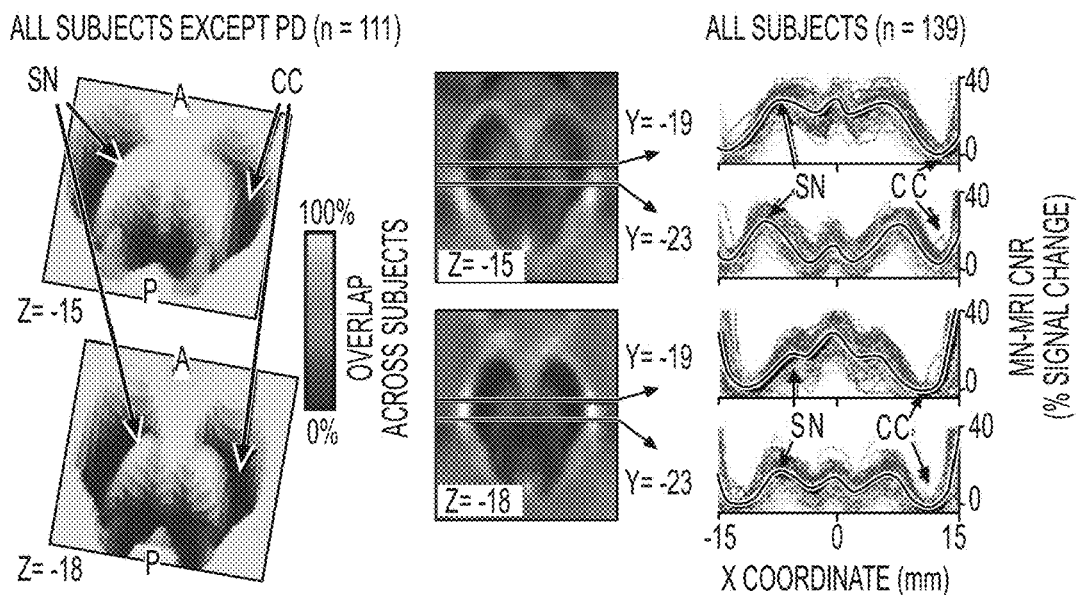 ALL SUBJECTS EXCEPT PD (n = 111)
SN
CC
A
P
Z= -15
A
P
Z= -18
100%
0%
OVERLAP
ACROSS SUBJECTS
Y= -19
Y= -23
Z= -15
Y= -19
Y= -23
Z= -18
ALL SUBJECTS (n = 139)
40
0
SN
CC
40
0
40
0
SN
CC
40
0
-15
0
15
X COORDINATE (mm)
MN-MRI CNR
(% SIGNAL CHANGE)